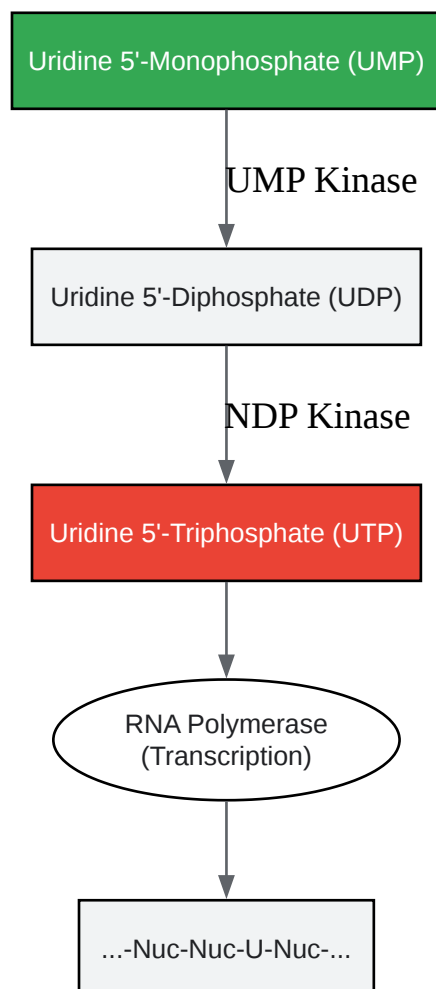 Uridine 5'-Monophosphate (UMP)
UMP Kinase
Uridine 5'-Diphosphate (UDP)
NDP Kinase
Uridine 5'-Triphosphate (UTP)
RNA Polymerase
(Transcription)
...-Nuc-Nuc-U-Nuc-...